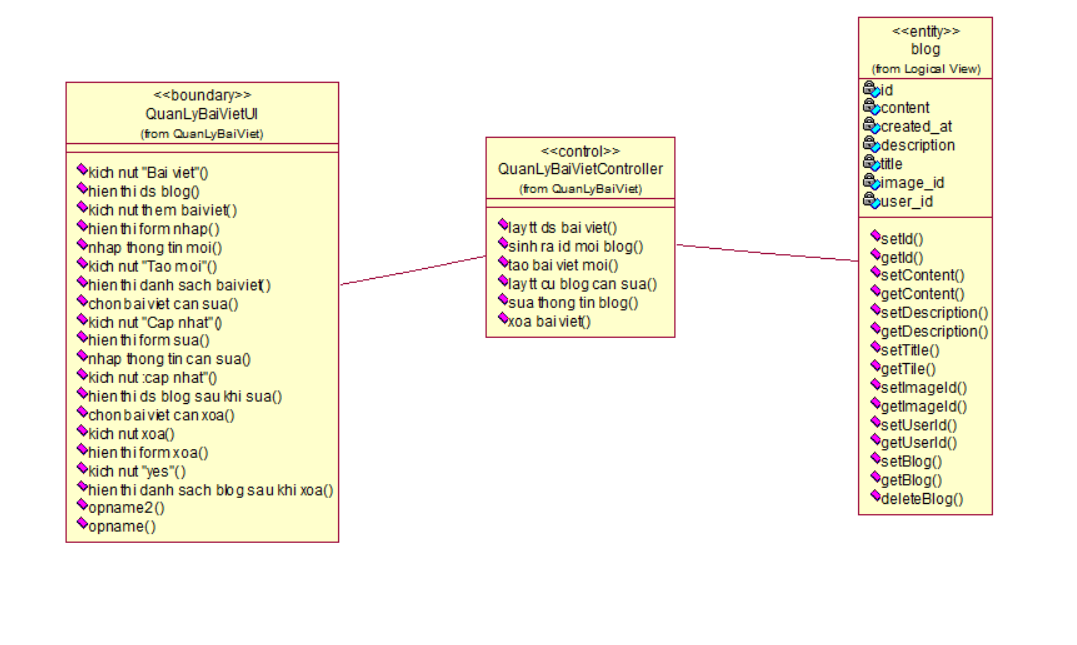 <<boundary>>
QuanLyBaiVietUI
(from QuanLyBaiViet)
kich nut "Bai viet"()
hien thi ds blog()
kich nut them baiviet()
hien thi form nhap()
nhap thong tin moi()
kich nut "Tao moi"()
hien thi danh sach baiviet()
chon bai viet can sua()
kich nut "Cap nhat"()
hien thi form sua()
nhap thong tin can sua()
kich nut :cap nhat"()
hien thi ds blog sau khi sua()
chon bai viet can xoa()
kich nut xoa()
hien thi form xoa()
kich nut "yes"()
hien thi danh sach blog sau khi xoa()
opname2()
opname()
<<control>>
QuanLyBaiVietController
(from QuanLyBaiViet)
lay tt ds bai viet()
sinh ra id moi blog()
tao bai viet moi()
lay tt cu blog can sua()
sua thong tin blog()
xoa bai viet()
<<entity>>
blog
(from Logical View)
id
content
created_at
description
title
image_id
user_id
setId()
getId()
setContent()
getContent()
setDescription()
getDescription()
setTitle()
getTile()
setImageId()
getImageId()
setUserId()
getUserId()
setBlog()
getBlog()
deleteBlog()